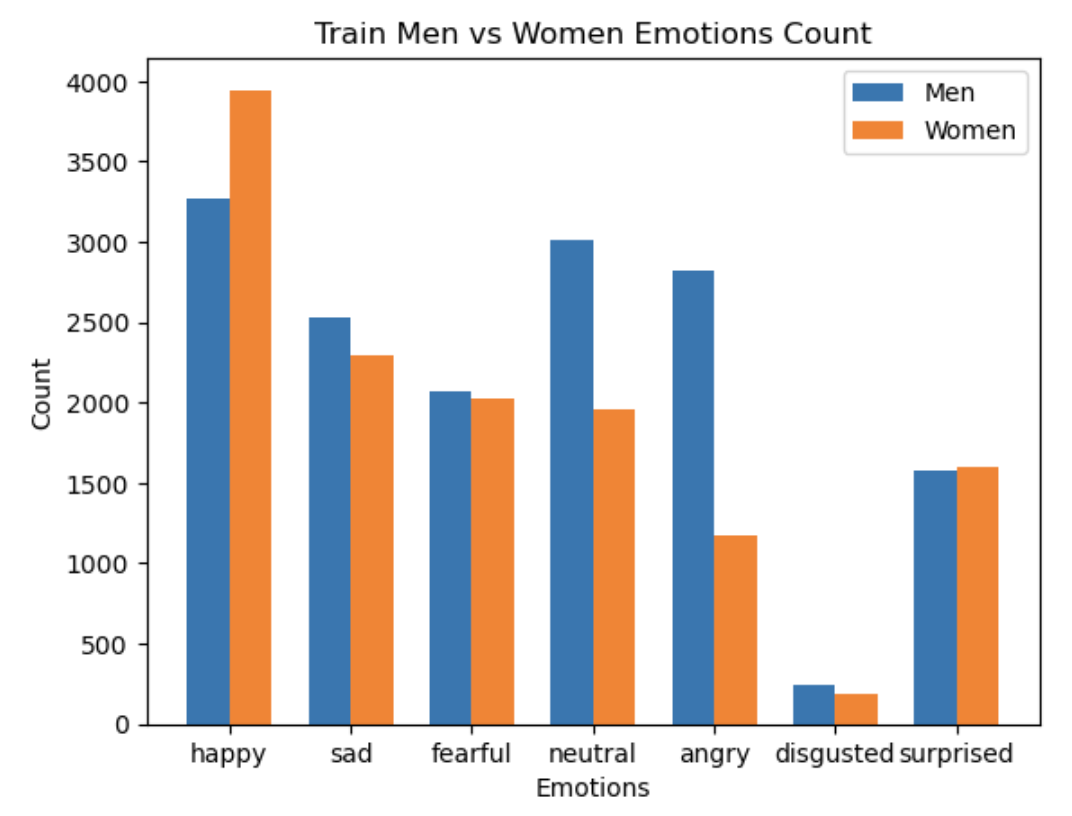 Train Men vs Women Emotions Count
Men
Women
4000
3500
3000
2500
2000
1500
1000
500
0
Count
happy sad fearful neutral angry disgusted surprised
Emotions